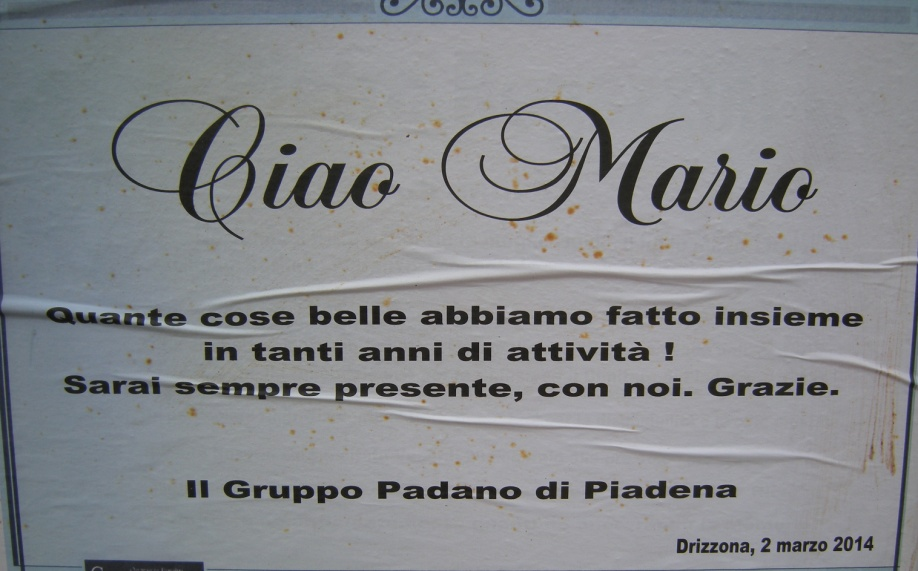 Ciao Mario
Quante cose belle abbiamo fatto insieme
in tanti anni di attività !
Sarai sempre presente, con noi. Grazie.
Il Gruppo Padano di Piadena
Drizzona, 2 marzo 2014